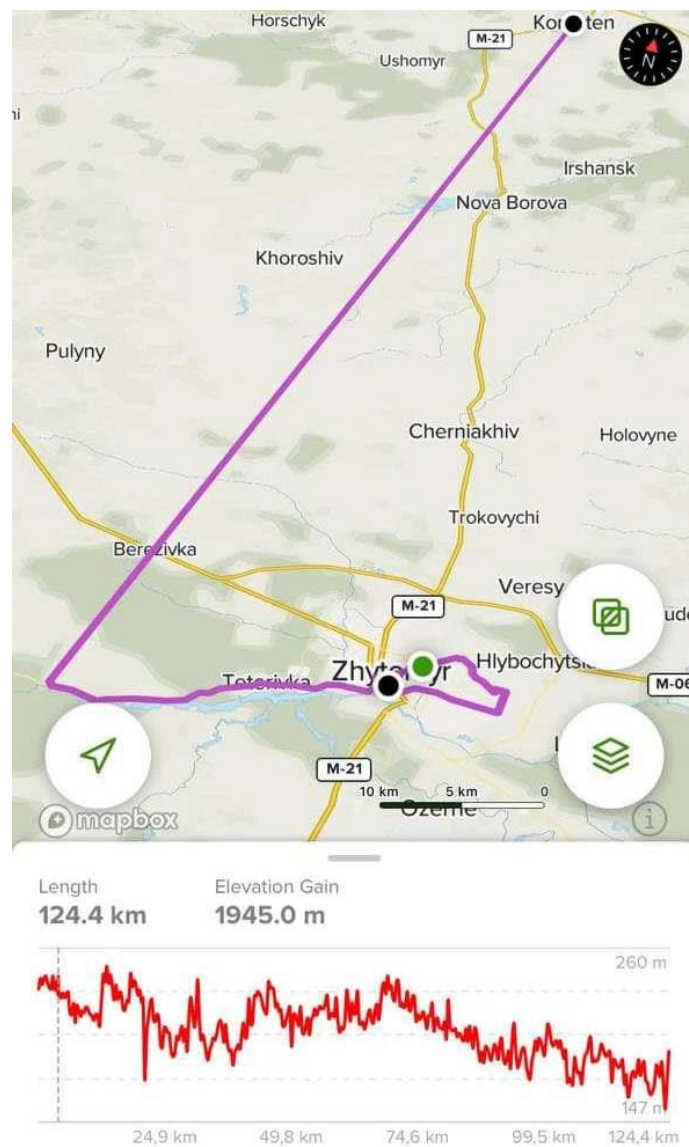 Horschyk
M-21
Ushomyr
Irshansk
N
Nova Borova
Khoroshiv
Pulyny
Cherniakhiv
Holovyne
Trokovychi
Berezivka
Veresy
M-21
Zhytomyr
Teterivka
M-06
M-21
10 km
5 km
0
Ozerne
mapbox
i
Length
Elevation Gain
124.4 km
1945.0 m
260 m
147 m
24,9 km
49,8 km
74,6 km
99,5 km
124,4 km